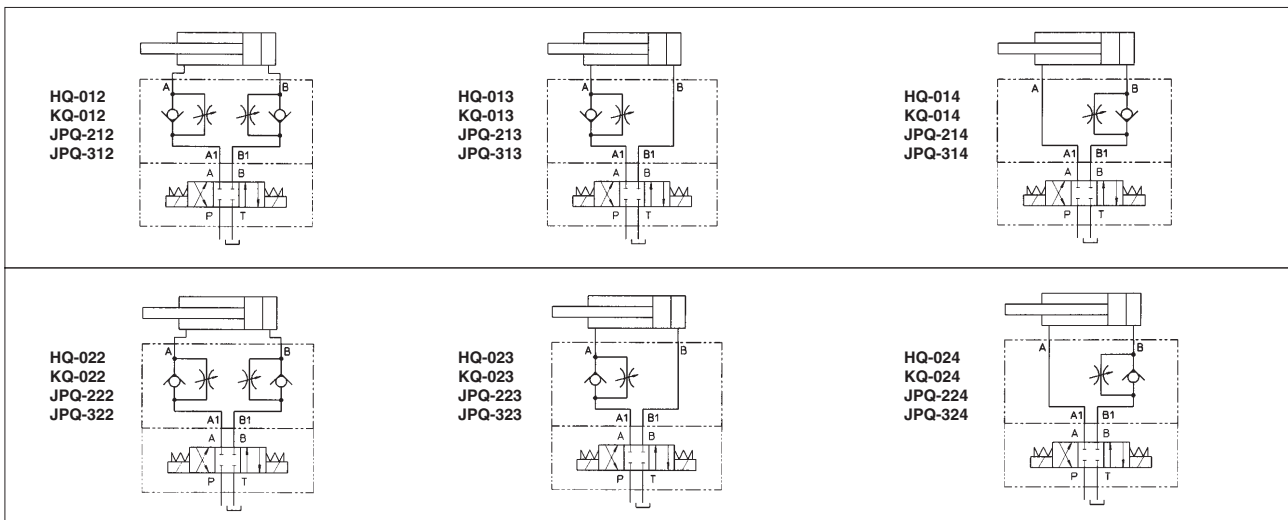 HQ-012
KQ-012
JPQ-212
JPQ-312
A B
A1 B1
A B
P T
HQ-013
KQ-013
JPQ-213
JPQ-313
A B
A1 B1
A B
P T
HQ-014
KQ-014
JPQ-214
JPQ-314
A B
A1 B1
A B
P T
HQ-022
KQ-022
JPQ-222
JPQ-322
A B
A1 B1
A B
P T
HQ-023
KQ-023
JPQ-223
JPQ-323
A B
A1 B1
A B
P T
HQ-024
KQ-024
JPQ-224
JPQ-324
A B
A1 B1
A B
P T